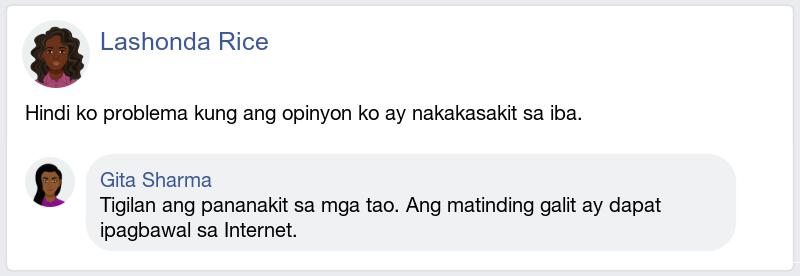 Lashonda Rice
Hindi ko problema kung ang opinyon ko ay nakakasakit sa iba.
Gita Sharma
Tigilan ang pananakit sa mga tao. Ang matinding galit ay dapat
ipagbawal sa Internet.